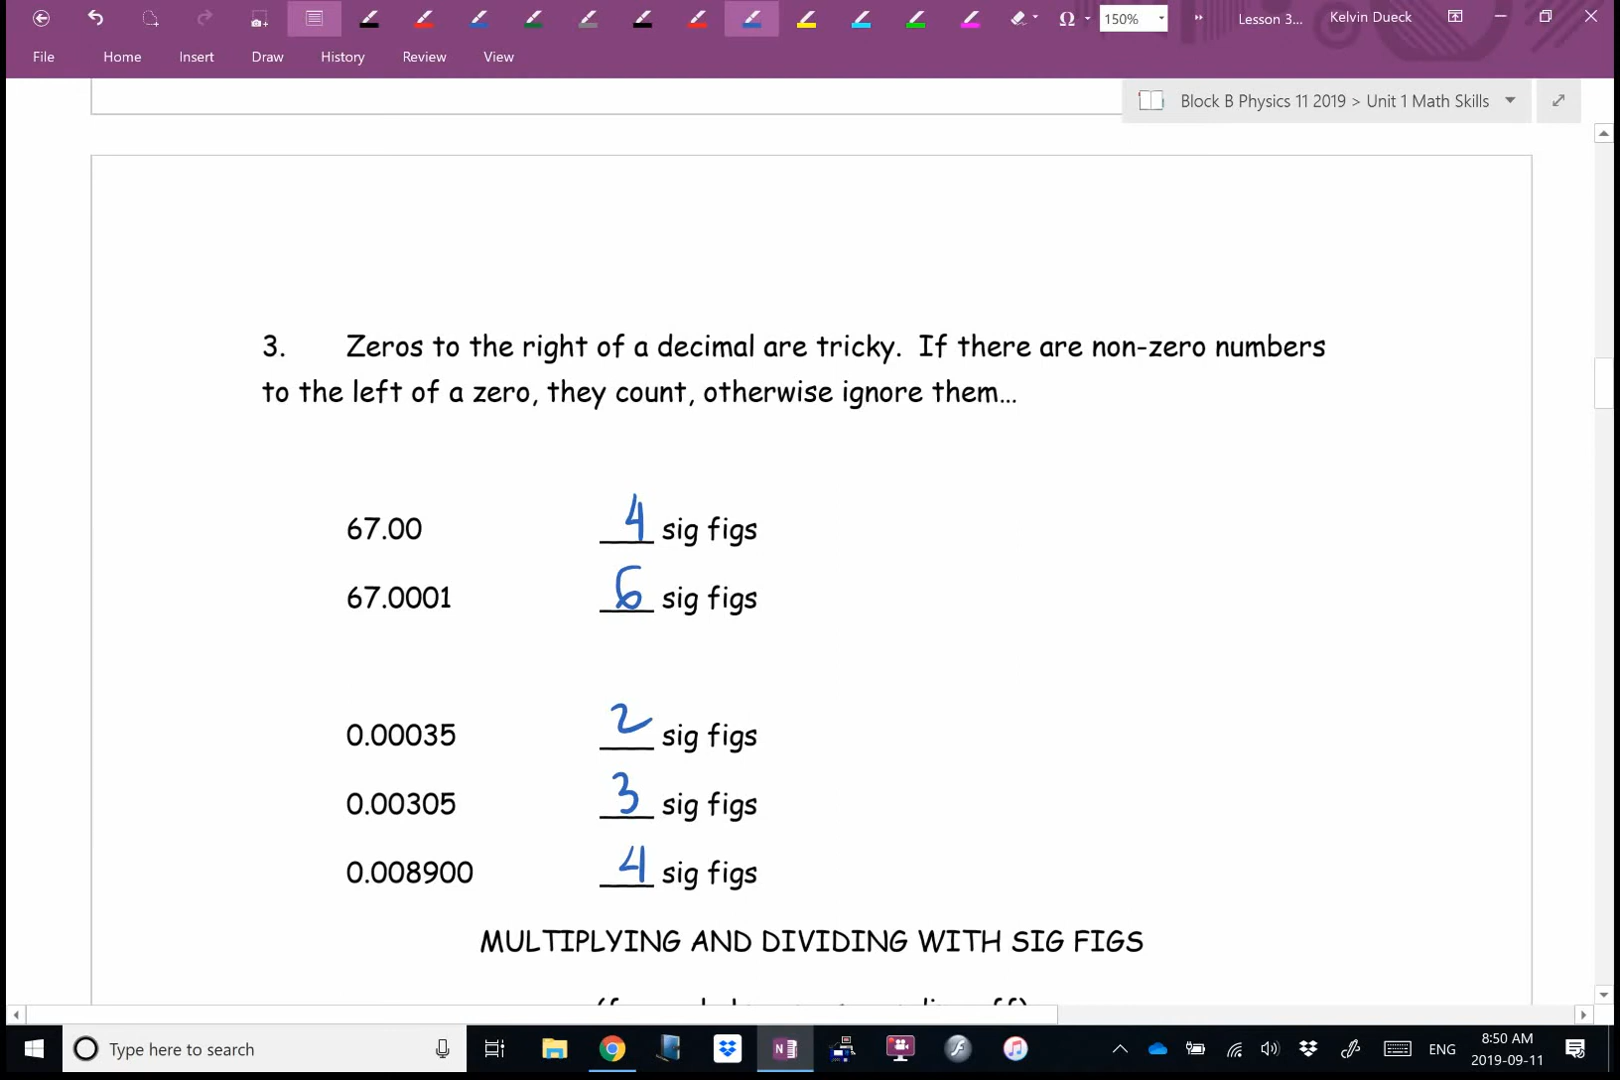 150%
Lesson 3...
Kelvin Dueck
File Home Insert Draw History Review View
Block B Physics 11 2019 > Unit 1 Math Skills
3. Zeros to the right of a decimal are tricky. If there are non-zero numbers
to the left of a zero, they count, otherwise ignore them...
67.00 4 sig figs
67.0001 6 sig figs
0.00035 2 sig figs
0.00305 3 sig figs
0.008900 4 sig figs
MULTIPLYING AND DIVIDING WITH SIG FIGS
Type here to search
ENG
8:50 AM
2019-09-11